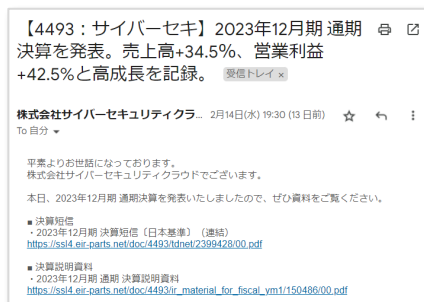 【4493:サイバーセキ】2023年12月期 通期
決算を発表。売上高+34.5%、営業利益
+42.5%と高成長を記録。 受信トレイ ×
株式会社サイバーセキュリティクラ... 2月14日(水) 19:30 (13 日前)
To 自分
平素よりお世話になっております。
株式会社サイバーセキュリティクラウドでございます。
本日、2023年12月期 通期決算を発表いたしましたので、ぜひ資料をご覧ください。
■ 決算短信
・2023年12月期 決算短信〔日本基準〕(連結)
https://ssl4.eir-parts.net/doc/4493/tdnet/2399428/00.pdf
■ 決算説明資料
・2023年12月期 通期 決算説明資料
https://ssl4.eir-parts.net/doc/4493/ir_material_for_fiscal_ym1/150486/00.pdf